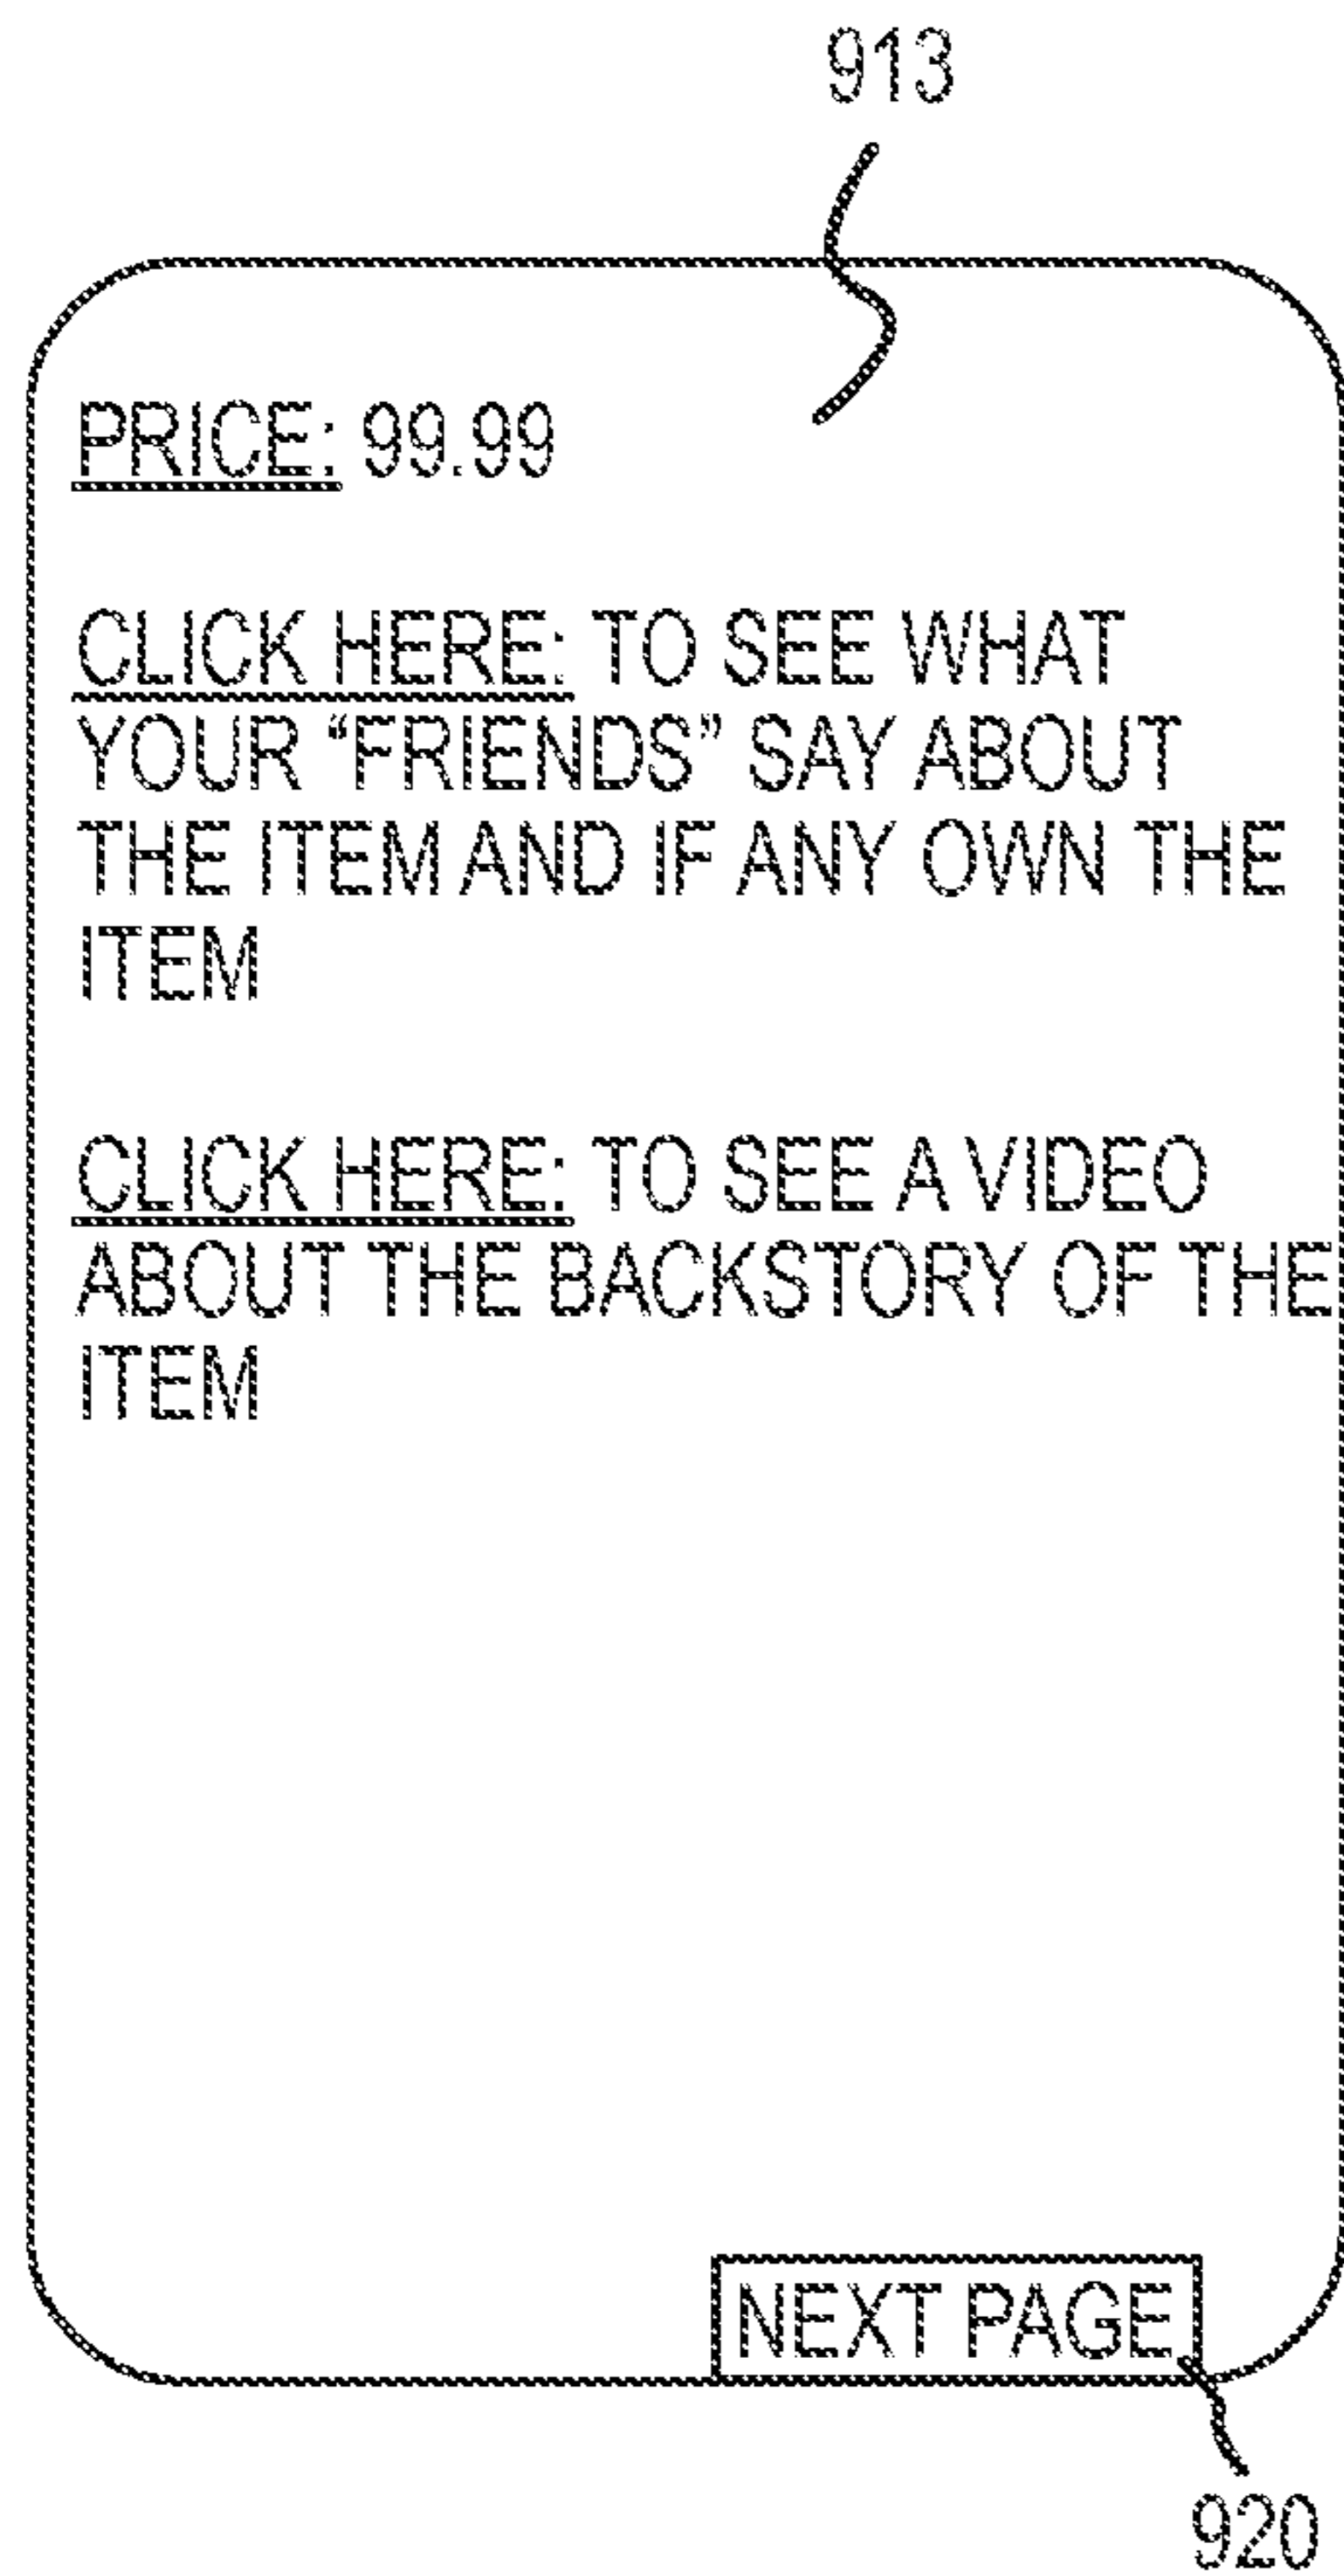 913
PRICE: 99.99
CLICK HERE: TO SEE WHAT
YOUR “FRIENDS” SAY ABOUT
THE ITEM AND IF ANY OWN THE
ITEM
CLICK HERE: TO SEE A VIDEO
ABOUT THE BACKSTORY OF THE
ITEM
NEXT PAGE
920